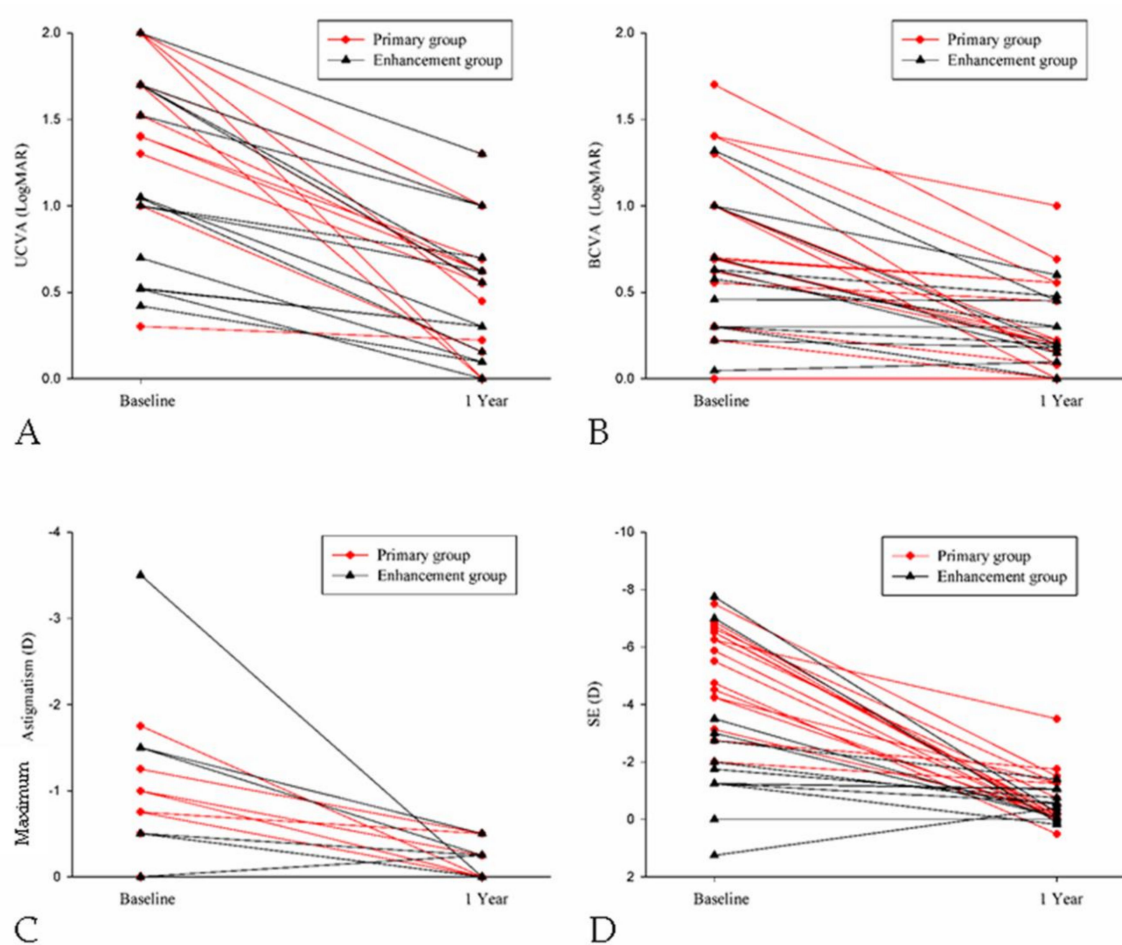 2.0
1.5
1.0
0.5
0.0
UCVA (LogMAR)
Primary group
Enhancement group
Baseline
1 Year
A
2.0
1.5
1.0
0.5
0.0
BCVA (LogMAR)
Primary group
Enhancement group
Baseline
1 Year
B
-4
-3
-2
-1
0
Maximum Astigmatism (D)
Primary group
Enhancement group
Baseline
1 Year
C
-10
-8
-6
-4
-2
0
2
SE (D)
Primary group
Enhancement group
Baseline
1 Year
D